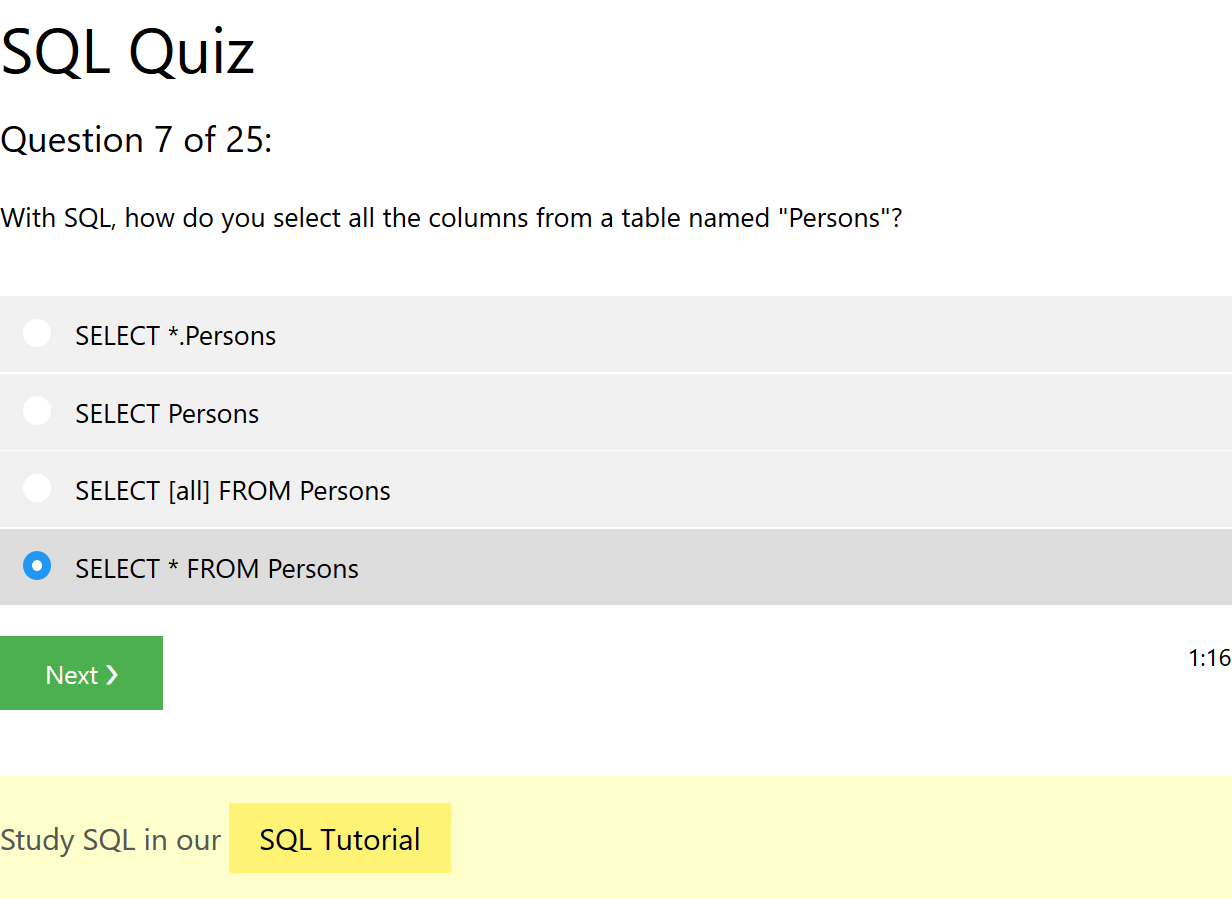 SQL Quiz
Question 7 of 25:
With SQL, how do you select all the columns from a table named "Persons"?
SELECT *.Persons
SELECT Persons
SELECT [all] FROM Persons
SELECT * FROM Persons
Next ❯
1:16
Study SQL in our SQL Tutorial